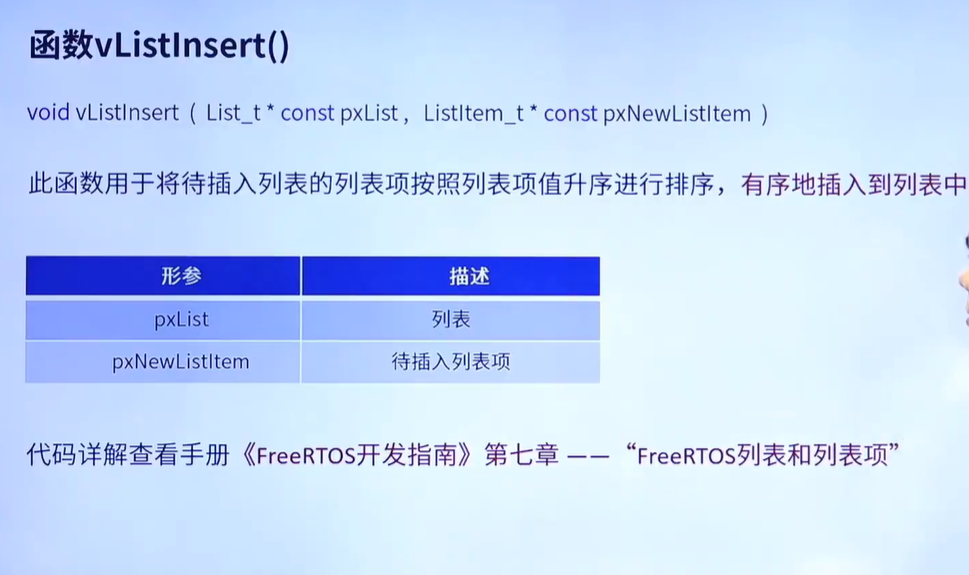 函数vListInsert()
void vListInsert ( List_t * const pxList , ListItem_t * const pxNewListItem )
此函数用于将待插入列表的列表项按照列表项值升序进行排序，有序地插入到列表中
形参 描述
pxList 列表
pxNewListItem 待插入列表项
代码详解查看手册《FreeRTOS开发指南》第七章 —— “FreeRTOS列表和列表项”